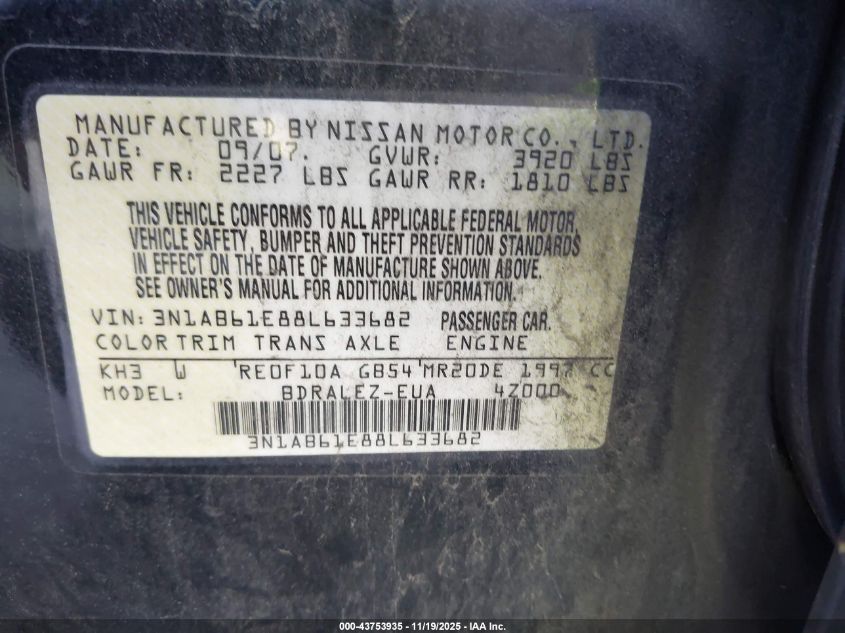 MANUFACTURED BY NISSAN MOTOR CO., LTD.
DATE: 09/07. GVWR: 3920 LBS
GAWR FR: 2227 LBS GAWR RR: 1810 LBS
THIS VEHICLE CONFORMS TO ALL APPLICABLE FEDERAL MOTOR
VEHICLE SAFETY, BUMPER AND THEFT PREVENTION STANDARDS
IN EFFECT ON THE DATE OF MANUFACTURE SHOWN ABOVE.
SEE OWNER'S MANUAL FOR ADDITIONAL INFORMATION.
VIN: 3N1AB61E88L633682 PASSENGER CAR.
COLOR TRIM TRANS AXLE ENGINE
KH3 W RE0F10A GB54 MR20DE 1997 CC
MODEL: BDRALEZ-EUA 4Z000
3N1AB61E88L633682
000-43753935 - 11/19/2025 - IAA Inc.